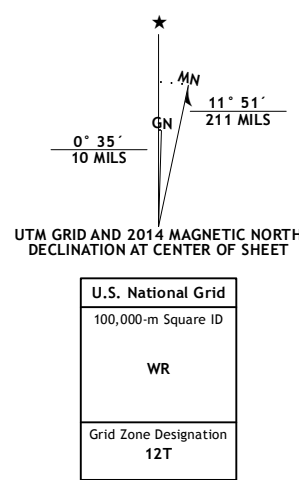 ★
MN
GN
11° 51´
211 MILS
0° 35´
10 MILS
UTM GRID AND 2014 MAGNETIC NORTH
DECLINATION AT CENTER OF SHEET
U.S. National Grid
100,000-m Square ID
WR
Grid Zone Designation
12T